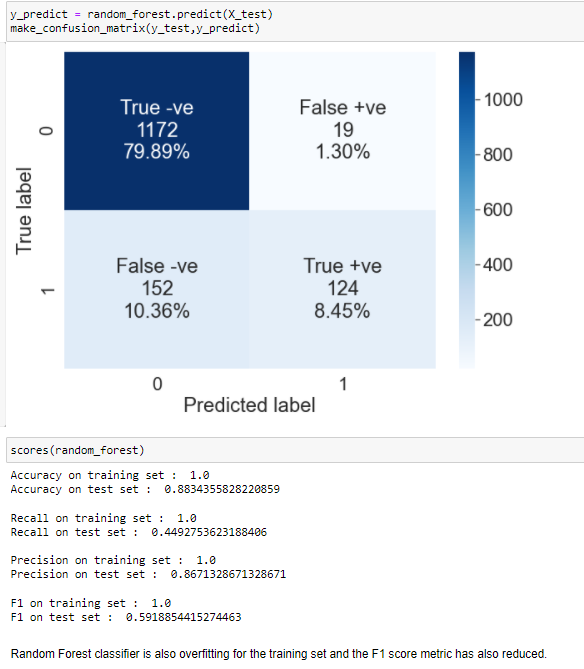 y_predict = random_forest.predict(X_test)
make_confusion_matrix(y_test,y_predict)
True -ve
1172
79.89%
False +ve
19
1.30%
False -ve
152
10.36%
True +ve
124
8.45%
0
1
True label
0
1
Predicted label
1000
800
600
400
200
scores(random_forest)
Accuracy on training set :  1.0
Accuracy on test set :  0.8834355828220859
Recall on training set :  1.0
Recall on test set :  0.4492753623188406
Precision on training set :  1.0
Precision on test set :  0.8671328671328671
F1 on training set :  1.0
F1 on test set :  0.5918854415274463
Random Forest classifier is also overfitting for the training set and the F1 score metric has also reduced.